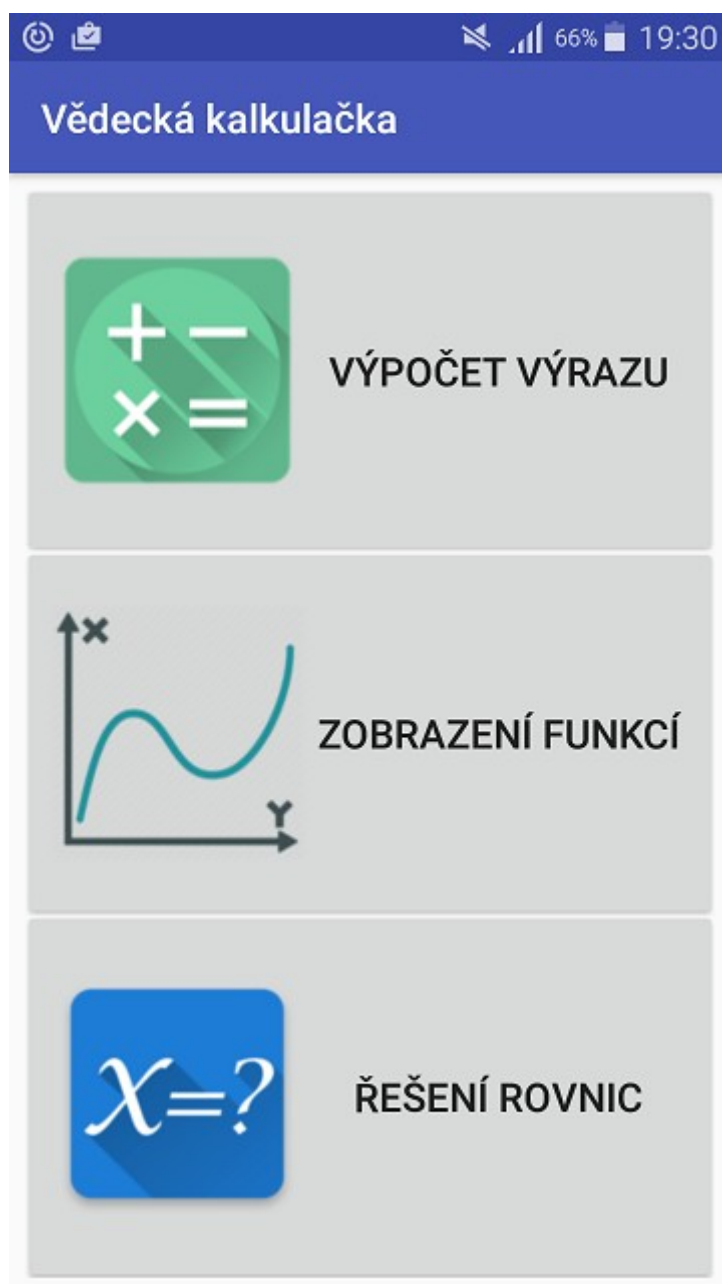 66% 19:30
Vědecká kalkulačka
+ −
× =
VÝPOČET VÝRAZU
X
ZOBRAZENÍ FUNKCÍ
Y
x=?
ŘEŠENÍ ROVNIC